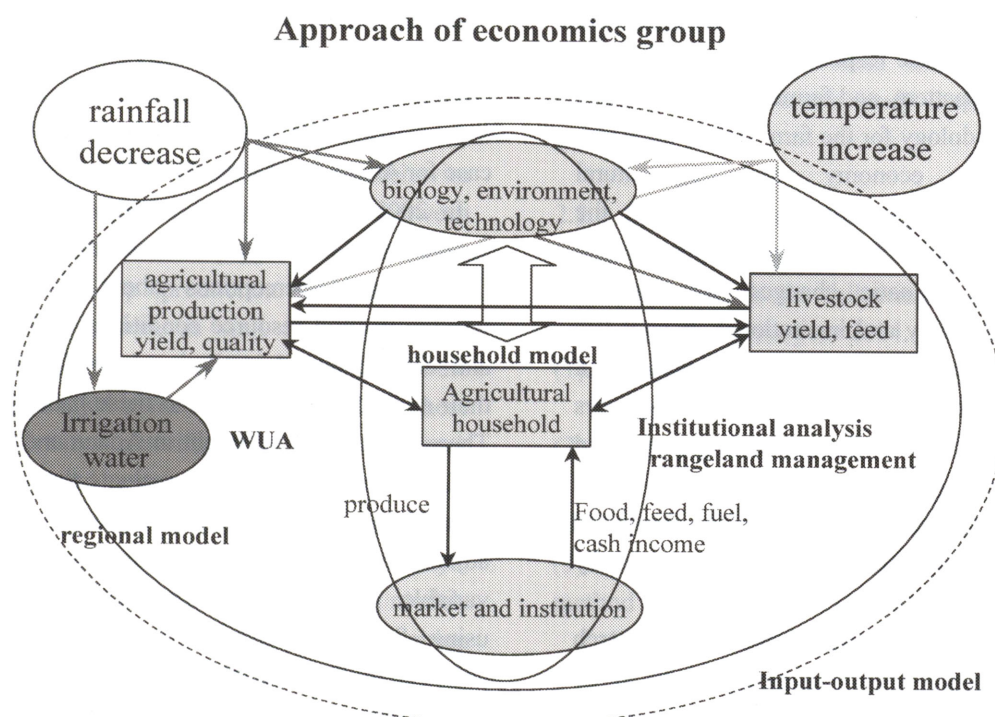 Approach of economics group
rainfall
decrease
temperature
increase
biology, environment,
technology
agricultural
production
yield, quality
livestock
yield, feed
household model
Agricultural
household
Irrigation
water
WUA
Institutional analysis
rangeland management
produce
Food, feed, fuel,
cash income
regional model
market and institution
Input-output model